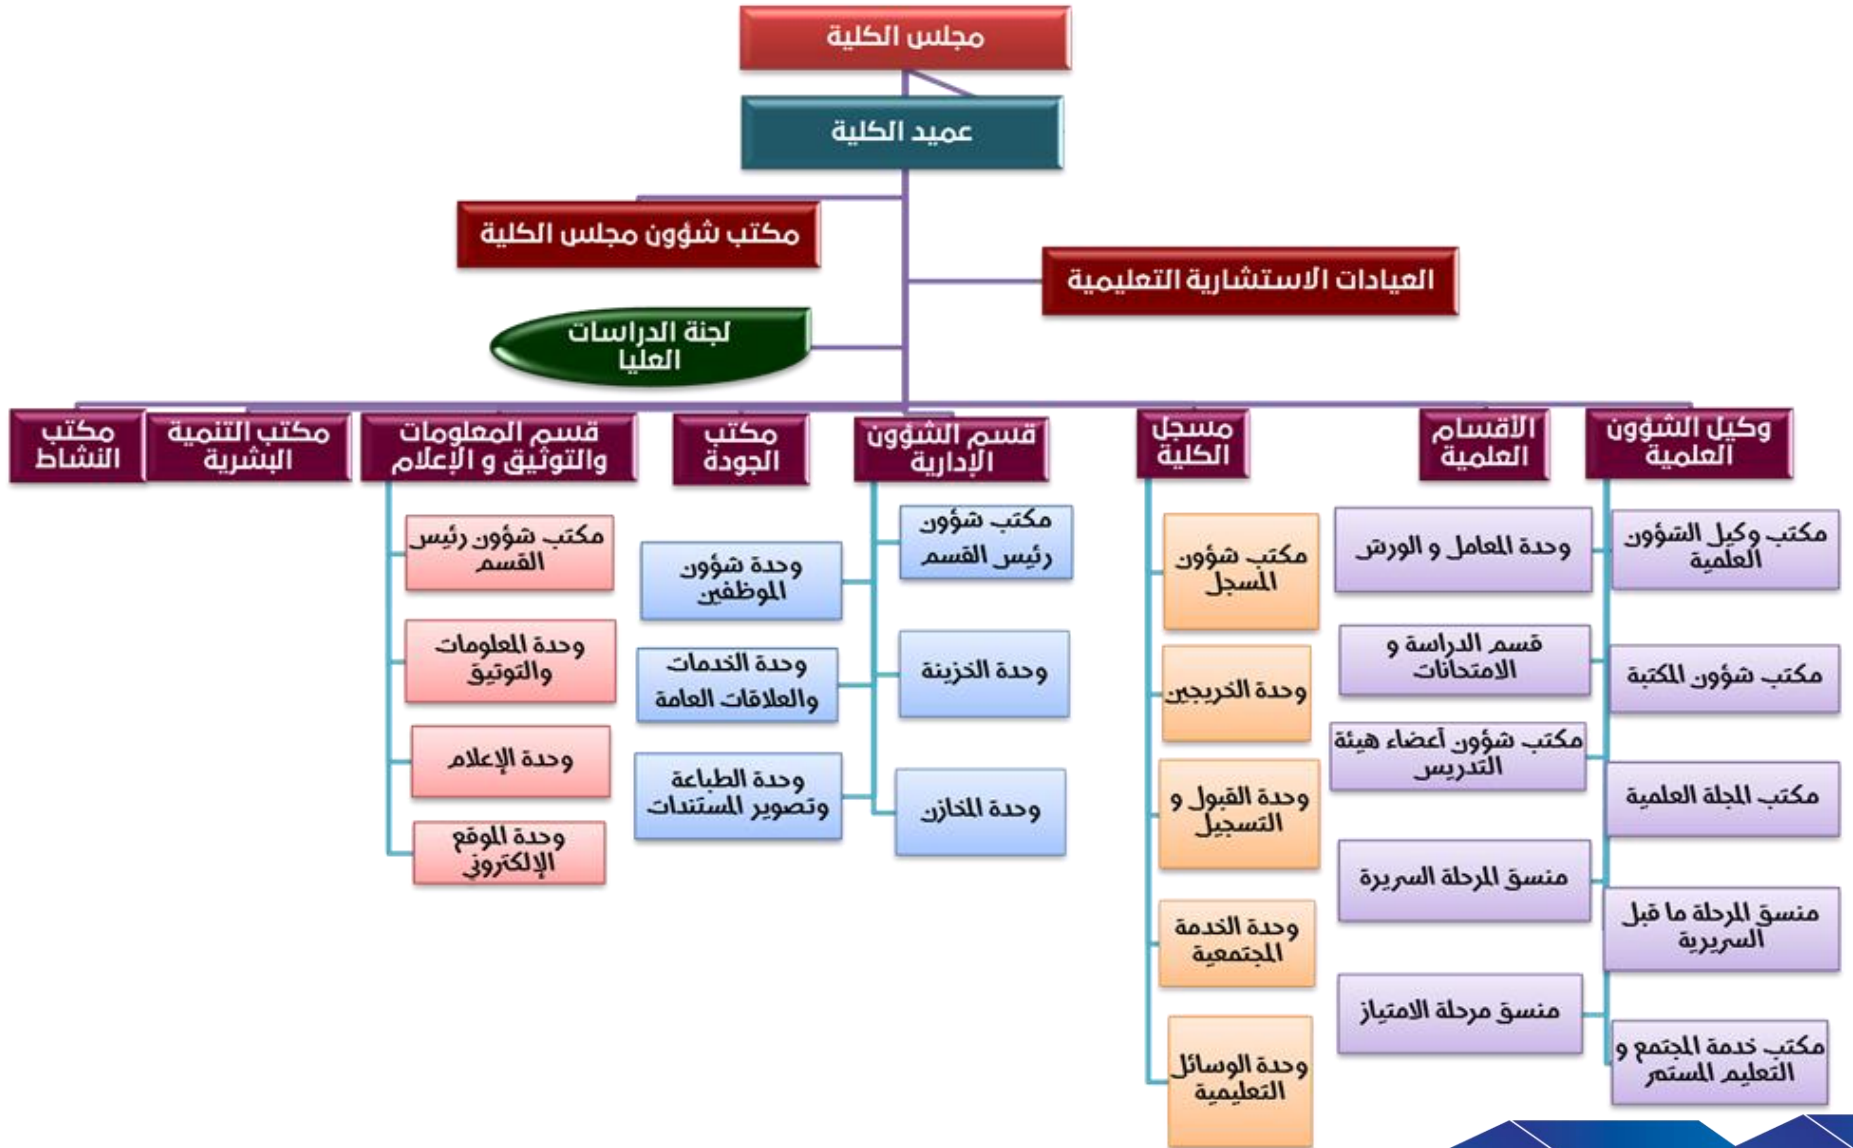 مجلس الكلية
عميد الكلية
مكتب شؤون مجلس الكلية
العيادات الاستشارية التعليمية
لجنة الدراسات
العليا
وكيل الشؤون
العلمية
الأقسام
العلمية
مسجل
الكلية
قسم الشؤون
الإدارية
مكتب
الجودة
قسم المعلومات
والتوثيق و الإعلام
مكتب التنمية
البشرية
مكتب
النشاط
مكتب وكيل الشؤون
العلمية
مكتب شؤون المكتبة
مكتب المجلة العلمية
منسق المرحلة ما قبل
السريرية
مكتب خدمة المجتمع و
التعليم المستمر
وحدة المعامل و الورش
قسم الدراسة و
الامتحانات
مكتب شؤون أعضاء هيئة
التدريس
منسق المرحلة السريرة
منسق مرحلة الامتياز
مكتب شؤون
المسجل
وحدة الخريجين
وحدة القبول و
التسجيل
وحدة الخدمة
المجتمعية
وحدة الوسائل
التعليمية
مكتب شؤون
رئيس القسم
وحدة الخزينة
وحدة المخازن
وحدة شؤون
الموظفين
وحدة الخدمات
والعلاقات العامة
وحدة الطباعة
وتصوير المستندات
مكتب شؤون رئيس
القسم
وحدة المعلومات
والتوثيق
وحدة الإعلام
وحدة الموقع
الإلكتروني